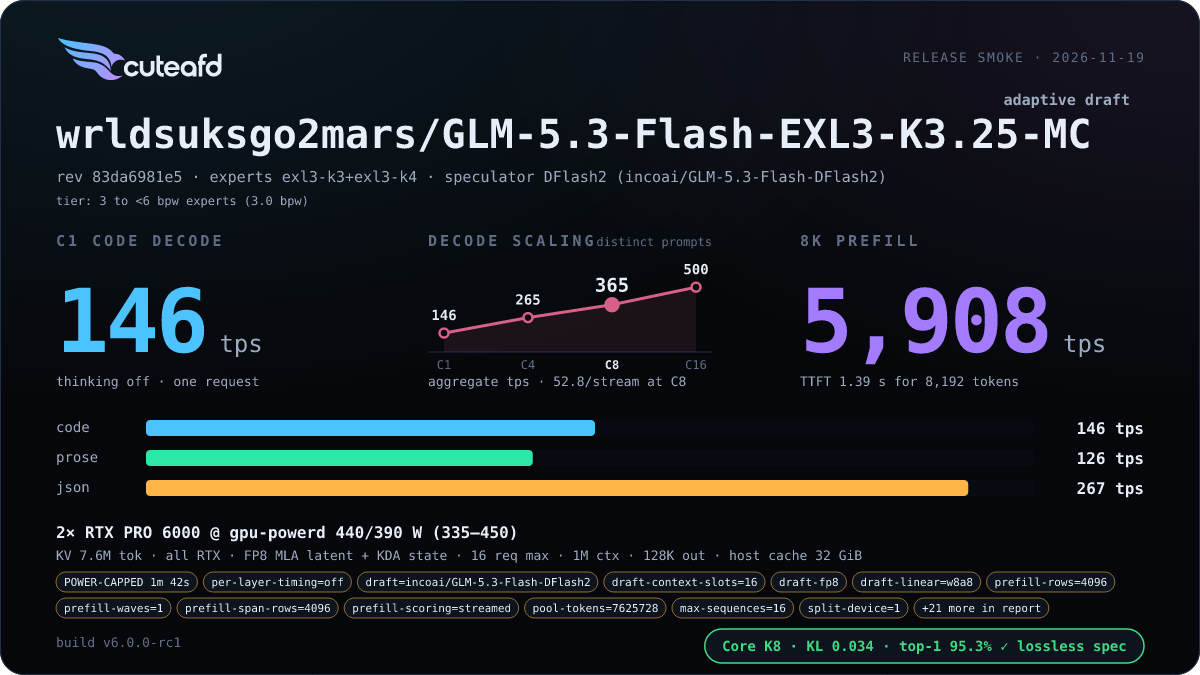 cuteafd
RELEASE SMOKE · 2026-11-19
adaptive draft
wrldsuksgo2mars/GLM-5.3-Flash-EXL3-K3.25-MC
rev 83da6981e5 · experts exl3-k3+exl3-k4 · speculator DFlash2 (incoai/GLM-5.3-Flash-DFlash2)
tier: 3 to <6 bpw experts (3.0 bpw)
C1 CODE DECODE
146 tps
thinking off · one request
DECODE SCALING distinct prompts
146 265 365 500
C1 C4 C8 C16
aggregate tps · 52.8/stream at C8
8K PREFILL
5,908 tps
TTFT 1.39 s for 8,192 tokens
code 146 tps
prose 126 tps
json 267 tps
2× RTX PRO 6000 @ gpu-powerd 440/390 W (335–450)
KV 7.6M tok · all RTX · FP8 MLA latent + KDA state · 16 req max · 1M ctx · 128K out · host cache 32 GiB
POWER-CAPPED 1m 42s per-layer-timing=off draft=incoai/GLM-5.3-Flash-DFlash2 draft-context-slots=16 draft-fp8 draft-linear=w8a8 prefill-rows=4096
prefill-waves=1 prefill-span-rows=4096 prefill-scoring=streamed pool-tokens=7625728 max-sequences=16 split-device=1 +21 more in report
build v6.0.0-rc1
Core K8 · KL 0.034 · top-1 95.3% ✓ lossless spec